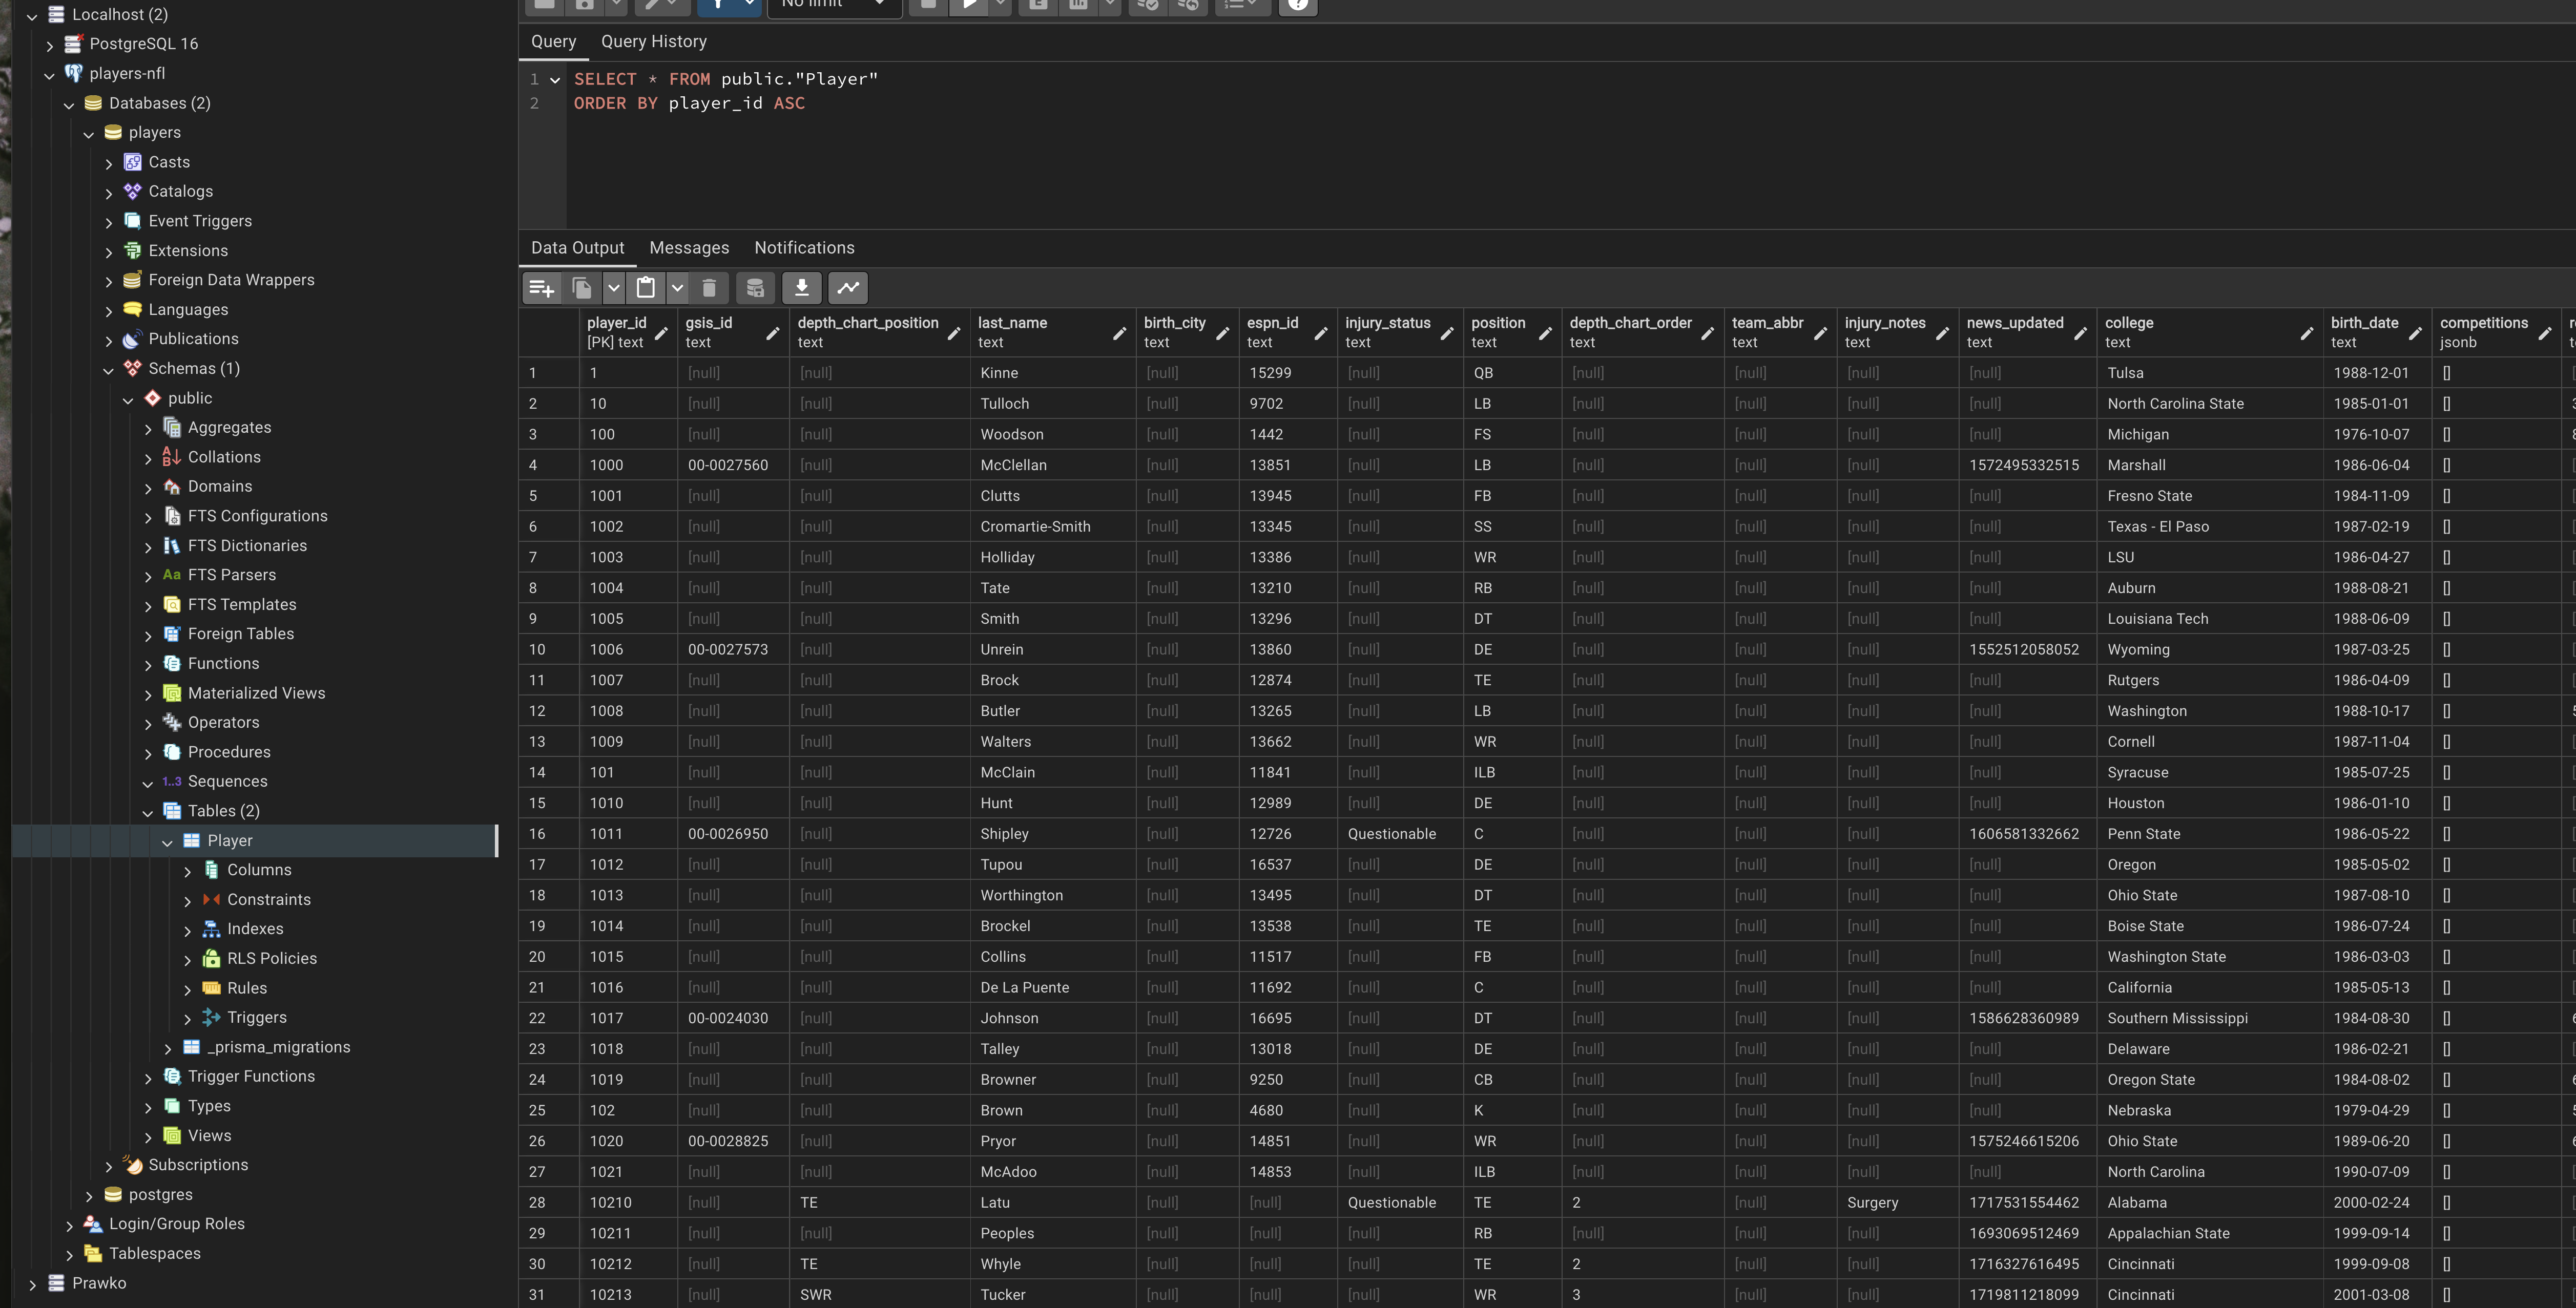 Localhost (2)
PostgreSQL 16
players-nfl
Databases (2)
players
Casts
Catalogs
Event Triggers
Extensions
Foreign Data Wrappers
Languages
Publications
Schemas (1)
public
Aggregates
Collations
Domains
FTS Configurations
FTS Dictionaries
FTS Parsers
FTS Templates
Foreign Tables
Functions
Materialized Views
Operators
Procedures
1..3 Sequences
Tables (2)
Player
Columns
Constraints
Indexes
RLS Policies
Rules
Triggers
_prisma_migrations
Trigger Functions
Types
Views
Subscriptions
postgres
Login/Group Roles
Tablespaces
Prawko
No limit
Query Query History
1 SELECT * FROM public."Player"
2 ORDER BY player_id ASC
Data Output Messages Notifications
player_id gsis_id depth_chart_position last_name birth_city espn_id injury_status position depth_chart_order team_abbr injury_notes news_updated college birth_date competitions
[PK] text text text text text text text text text text text text text text jsonb
1 1 [null] [null] Kinne [null] 15299 [null] QB [null] [null] [null] [null] Tulsa 1988-12-01 []
2 10 [null] [null] Tulloch [null] 9702 [null] LB [null] [null] [null] [null] North Carolina State 1985-01-01 []
3 100 [null] [null] Woodson [null] 1442 [null] FS [null] [null] [null] [null] Michigan 1976-10-07 []
4 1000 00-0027560 [null] McClellan [null] 13851 [null] LB [null] [null] [null] 1572495332515 Marshall 1986-06-04 []
5 1001 [null] [null] Clutts [null] 13945 [null] FB [null] [null] [null] [null] Fresno State 1984-11-09 []
6 1002 [null] [null] Cromartie-Smith [null] 13345 [null] SS [null] [null] [null] [null] Texas - El Paso 1987-02-19 []
7 1003 [null] [null] Holliday [null] 13386 [null] WR [null] [null] [null] [null] LSU 1986-04-27 []
8 1004 [null] [null] Tate [null] 13210 [null] RB [null] [null] [null] [null] Auburn 1988-08-21 []
9 1005 [null] [null] Smith [null] 13296 [null] DT [null] [null] [null] [null] Louisiana Tech 1988-06-09 []
10 1006 00-0027573 [null] Unrein [null] 13860 [null] DE [null] [null] [null] 1552512058052 Wyoming 1987-03-25 []
11 1007 [null] [null] Brock [null] 12874 [null] TE [null] [null] [null] [null] Rutgers 1986-04-09 []
12 1008 [null] [null] Butler [null] 13265 [null] LB [null] [null] [null] [null] Washington 1988-10-17 []
13 1009 [null] [null] Walters [null] 13662 [null] WR [null] [null] [null] [null] Cornell 1987-11-04 []
14 101 [null] [null] McClain [null] 11841 [null] ILB [null] [null] [null] [null] Syracuse 1985-07-25 []
15 1010 [null] [null] Hunt [null] 12989 [null] DE [null] [null] [null] [null] Houston 1986-01-10 []
16 1011 00-0026950 [null] Shipley [null] 12726 Questionable C [null] [null] [null] 1606581332662 Penn State 1986-05-22 []
17 1012 [null] [null] Tupou [null] 16537 [null] DE [null] [null] [null] [null] Oregon 1985-05-02 []
18 1013 [null] [null] Worthington [null] 13495 [null] DT [null] [null] [null] [null] Ohio State 1987-08-10 []
19 1014 [null] [null] Brockel [null] 13538 [null] TE [null] [null] [null] [null] Boise State 1986-07-24 []
20 1015 [null] [null] Collins [null] 11517 [null] FB [null] [null] [null] [null] Washington State 1986-03-03 []
21 1016 [null] [null] De La Puente [null] 11692 [null] C [null] [null] [null] [null] California 1985-05-13 []
22 1017 00-0024030 [null] Johnson [null] 16695 [null] DT [null] [null] [null] 1586628360989 Southern Mississippi 1984-08-30 []
23 1018 [null] [null] Talley [null] 13018 [null] DE [null] [null] [null] [null] Delaware 1986-02-21 []
24 1019 [null] [null] Browner [null] 9250 [null] CB [null] [null] [null] [null] Oregon State 1984-08-02 []
25 102 [null] [null] Brown [null] 4680 [null] K [null] [null] [null] [null] Nebraska 1979-04-29 []
26 1020 00-0028825 [null] Pryor [null] 14851 [null] WR [null] [null] [null] 1575246615206 Ohio State 1989-06-20 []
27 1021 [null] [null] McAdoo [null] 14853 [null] ILB [null] [null] [null] [null] North Carolina 1990-07-09 []
28 10210 [null] TE Latu [null] [null] Questionable TE 2 [null] Surgery 1717531554462 Alabama 2000-02-24 []
29 10211 [null] [null] Peoples [null] [null] [null] RB [null] [null] [null] 1693069512469 Appalachian State 1999-09-14 []
30 10212 [null] TE Whyle [null] [null] [null] TE 2 [null] [null] 1716327616495 Cincinnati 1999-09-08 []
31 10213 [null] SWR Tucker [null] [null] [null] WR 3 [null] [null] 1719811218099 Cincinnati 2001-03-08 []